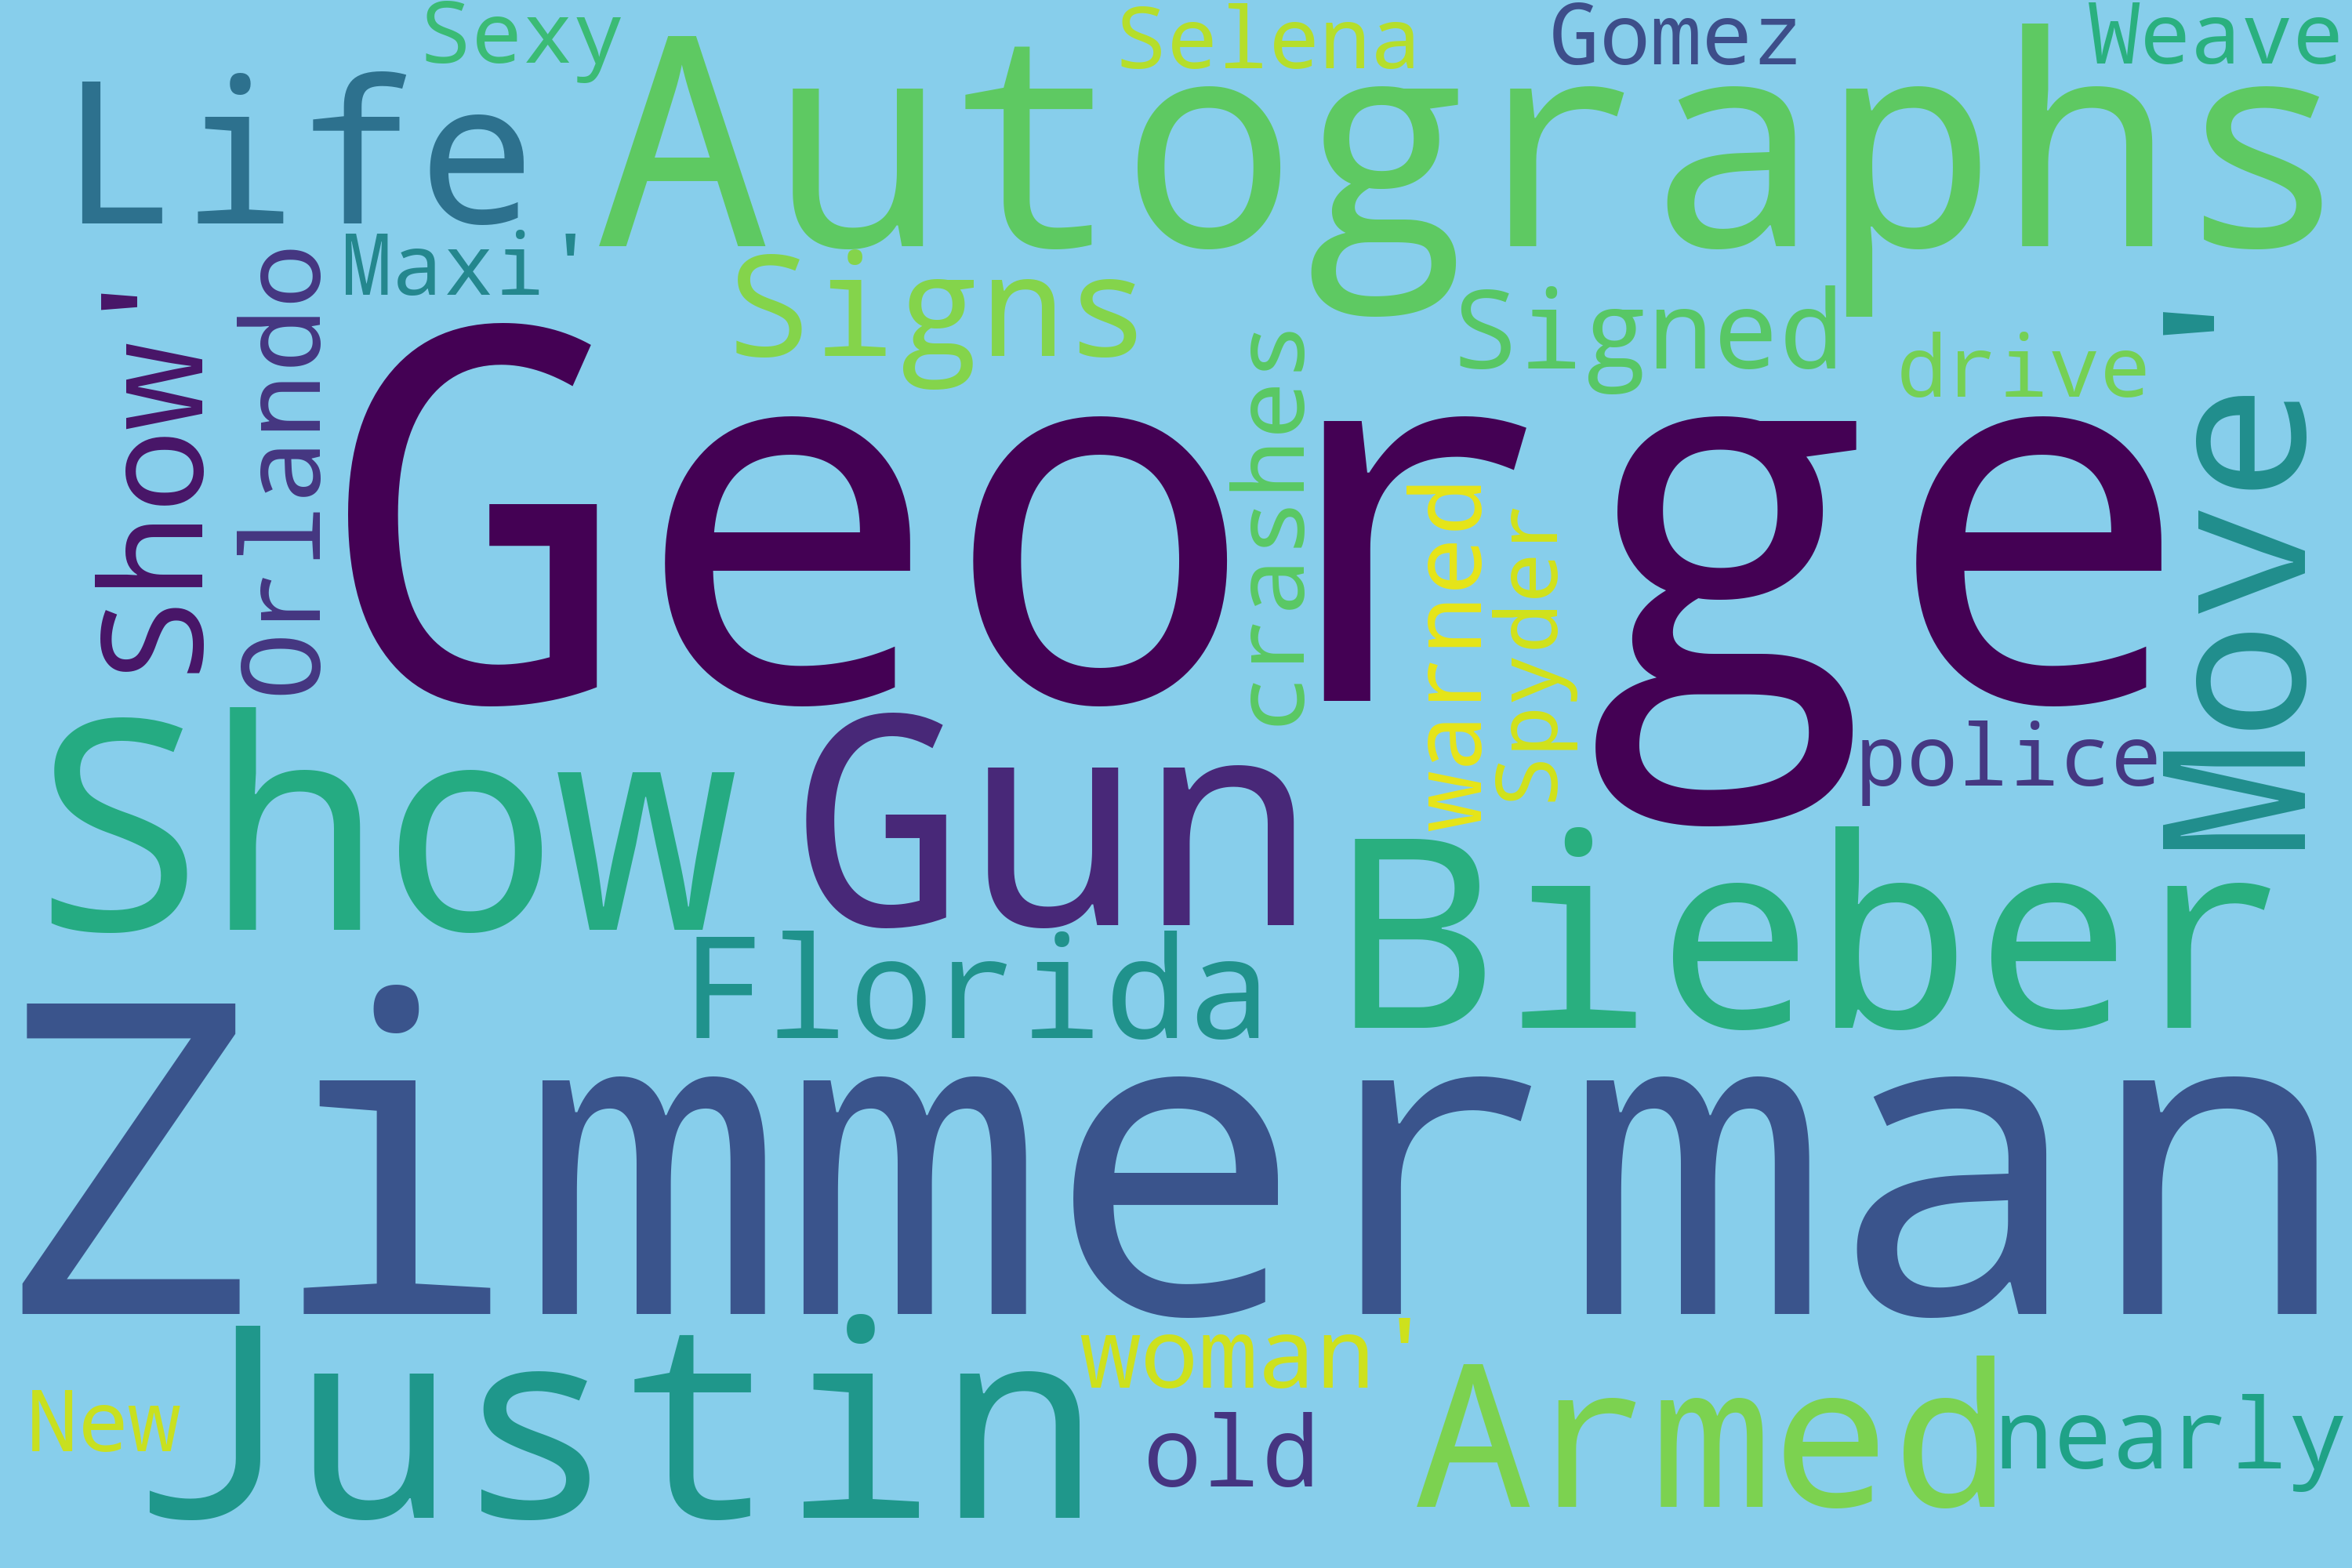 Sexy Selena Gomez Weave
Life Autographs
Maxi' Signs Signed drive
Show' orlando George crashes warned Spyder Move'
police
Show Gun Bieber
Florida
Zimmerman
Justin woman' Armed
New old nearly